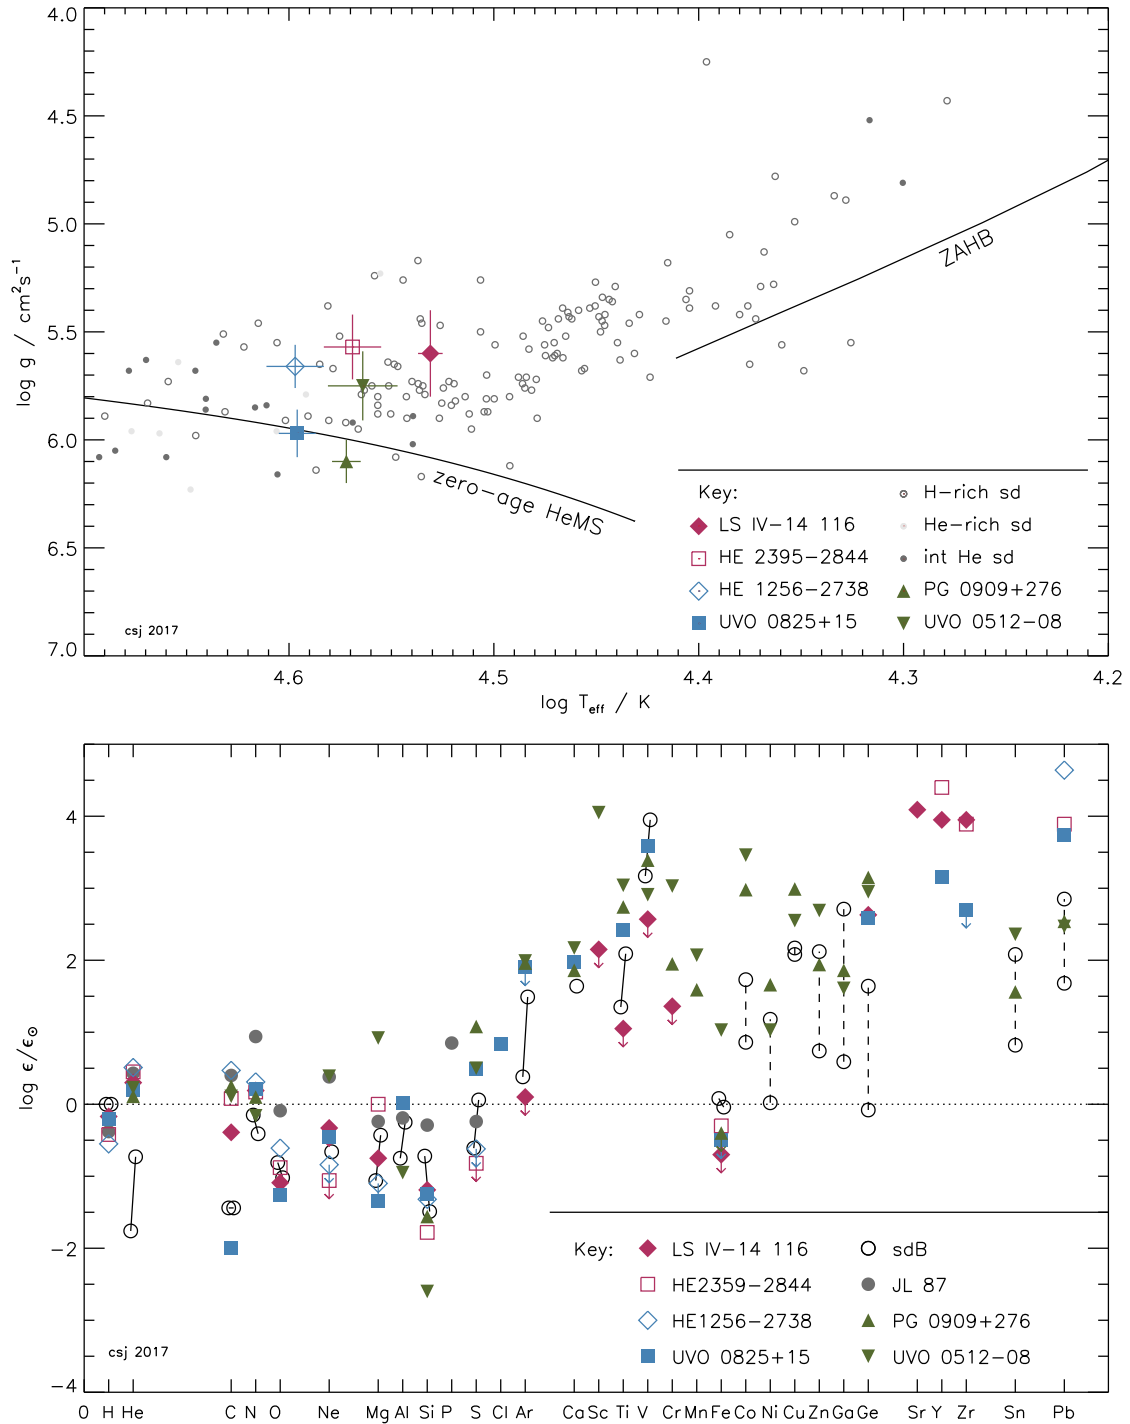 4.0
4.5
5.0
5.5
6.0
6.5
7.0
log g / cm²s⁻¹
ZAHB
zero-age HeMS
Key:
H-rich sd
LS IV-14 116
He-rich sd
HE 2395-2844
int He sd
HE 1256-2738
PG 0909+276
UVO 0825+15
UVO 0512-08
csj 2017
4.6 4.5 4.4 4.3 4.2
log Teff / K
4
2
0
-2
-4
log ϵ/ϵ⊙
Key:
LS IV-14 116
sdB
HE2359-2844
JL 87
HE1256-2738
PG 0909+276
UVO 0825+15
UVO 0512-08
csj 2017
0 H He C N O Ne Mg Al Si P S Cl Ar Ca Sc Ti V Cr Mn Fe Co Ni Cu Zn Ga Ge Sr Y Zr Sn Pb